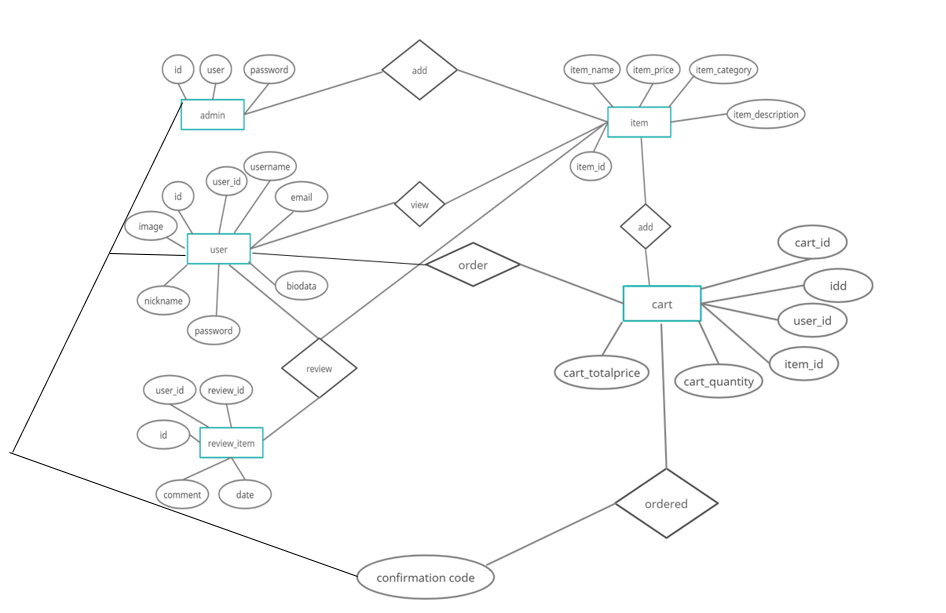 id
user
password
add
item_name
item_price
item_category
admin
item
item_description
username
item_id
user_id
id
email
view
image
add
user
order
cart_id
biodata
idd
nickname
cart
user_id
password
review
item_id
cart_totalprice
cart_quantity
user_id
review_id
id
review_item
comment
date
ordered
confirmation code